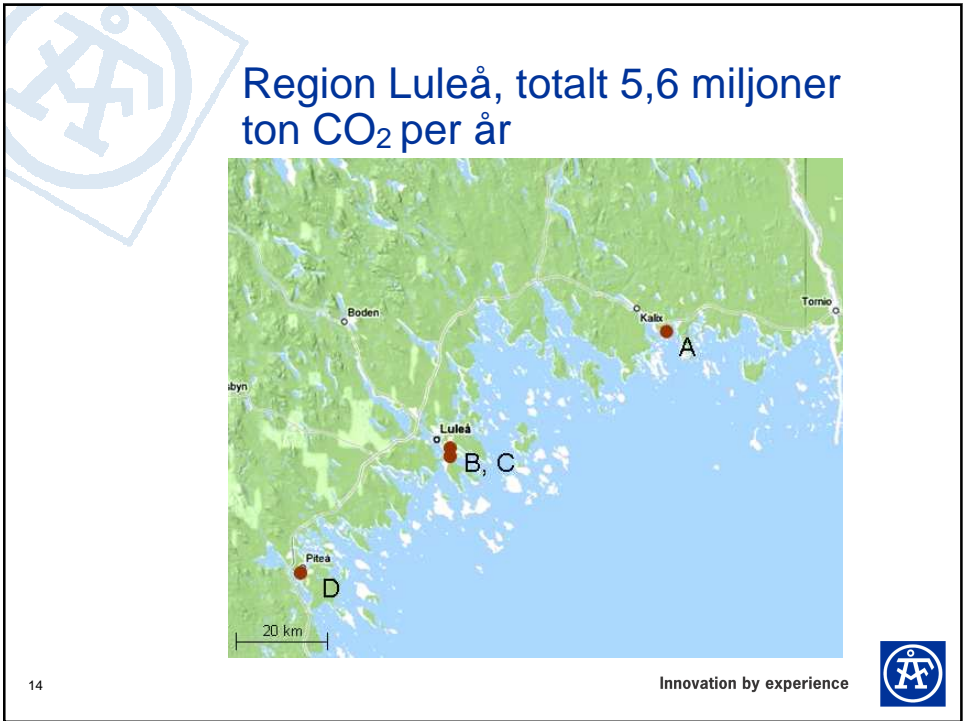 Region Luleå, totalt 5,6 miljoner
ton CO₂ per år
Boden
Kalix
Tornio
A
sbyn
Luleå
B, C
Piteå
D
20 km
14
Innovation by experience
ÅF